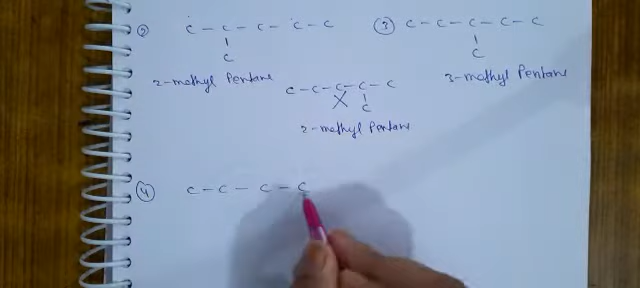 ② C - C - C - C - C
|
C
2-methyl Pentane
③ C - C - C - C - C
|
C
3-methyl Pentane
C - C - C - C - C
X |
C
2-methyl Pentane
④ C - C - C - C